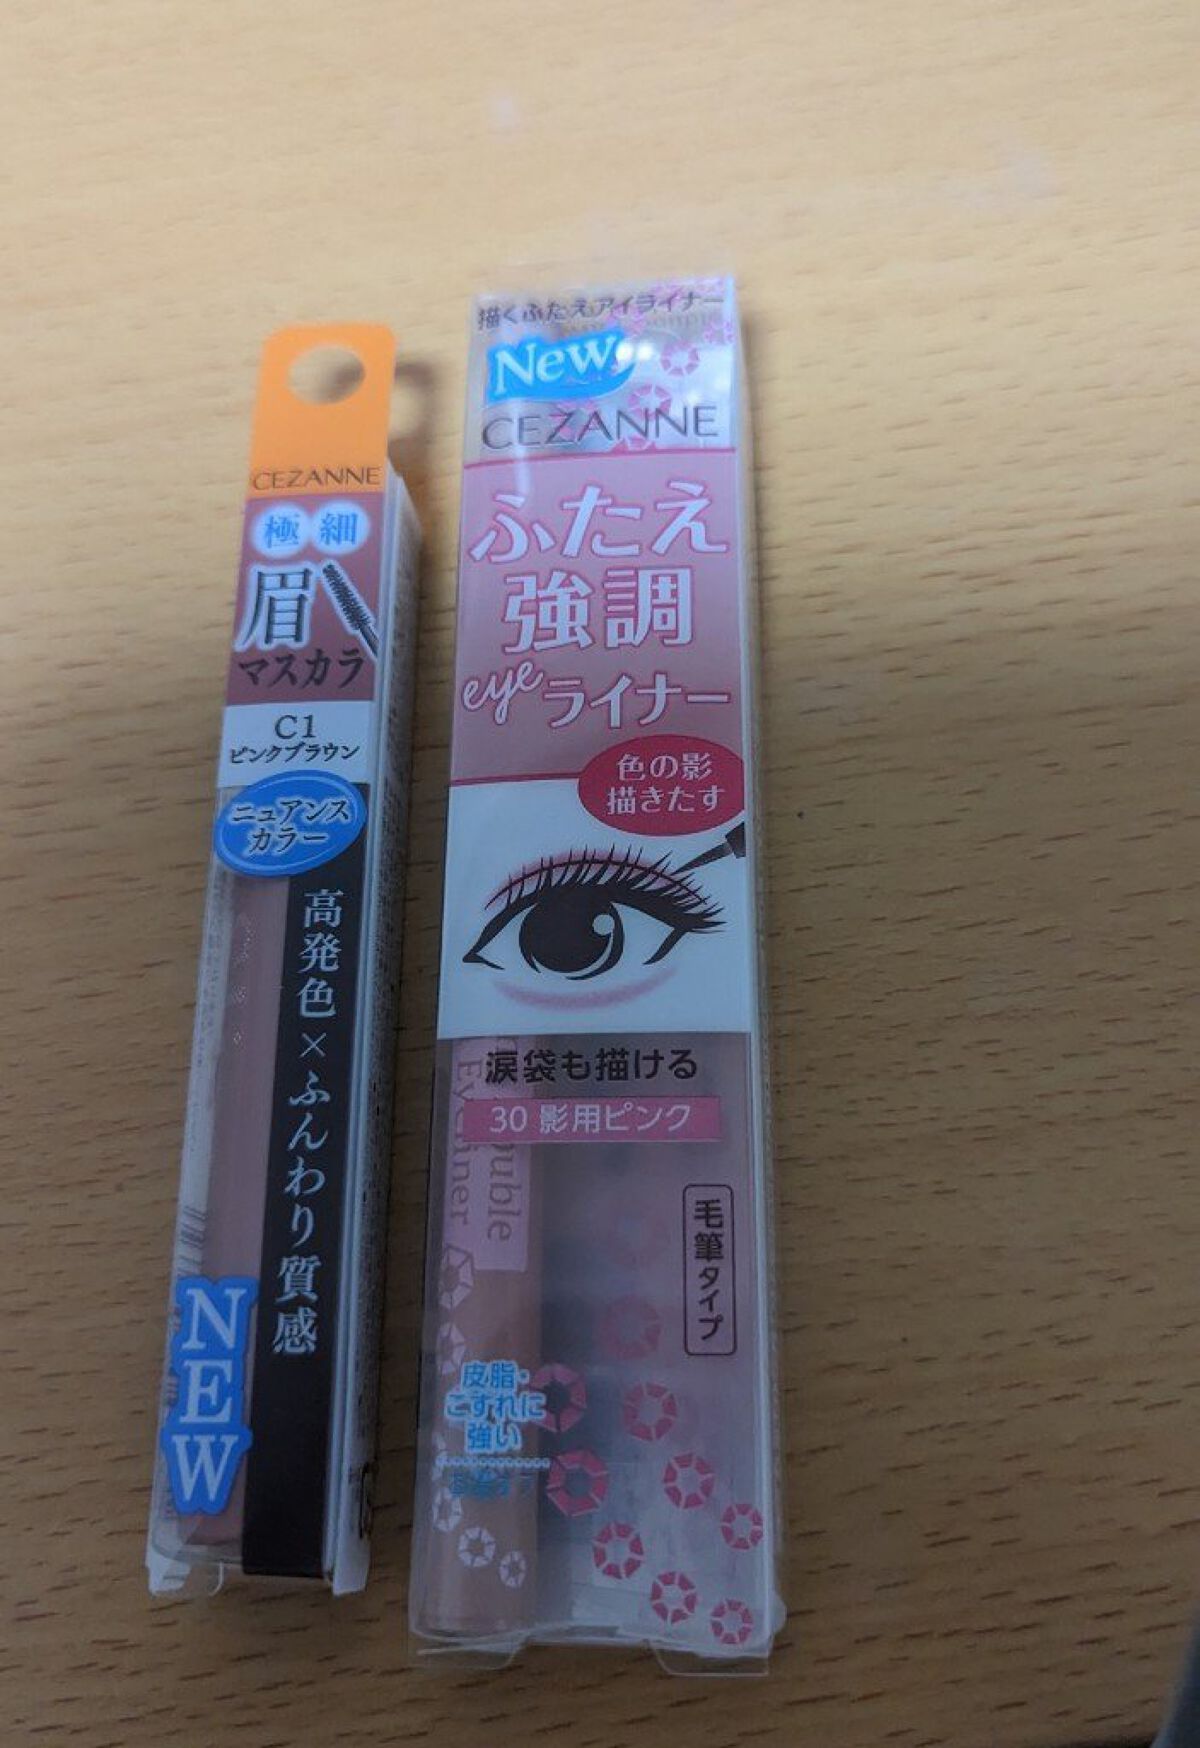 CEZANNE
極細
眉
マスカラ
C1
ピンクブラウン
ニュアンス
カラー
高発色×ふんわり質感
NEW
描くふたえアイライナー
New
CEZANNE
ふたえ
強調
eyeライナー
色の影
描きたす
涙袋も描ける
30 影用ピンク
毛筆タイプ
皮脂・
こすれに
強い